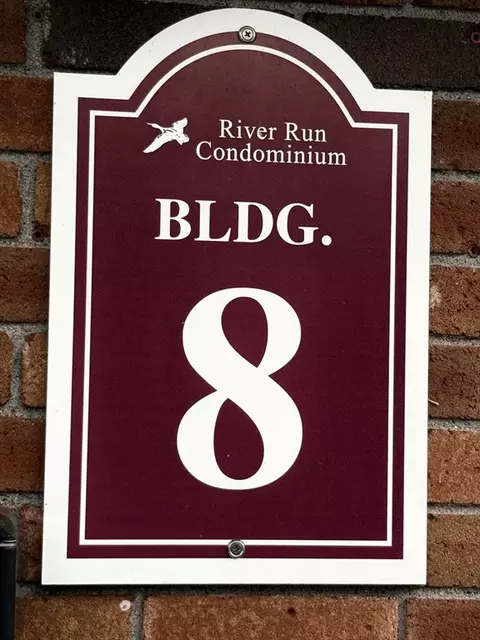 River Run
Condominium
BLDG.
8